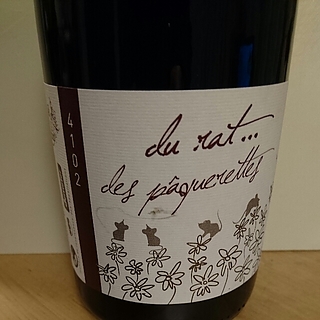 4102
du rat...
des pâquerettes